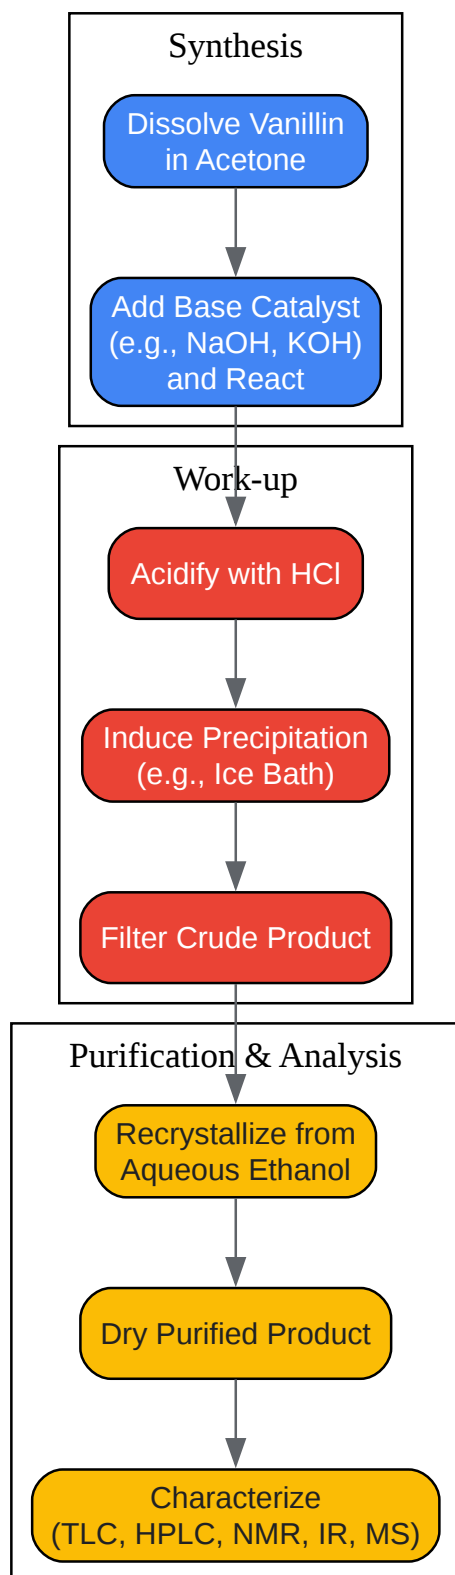 Synthesis
Dissolve Vanillin
in Acetone
Add Base Catalyst
(e.g., NaOH, KOH)
and React
Work-up
Acidify with HCl
Induce Precipitation
(e.g., Ice Bath)
Filter Crude Product
Purification & Analysis
Recrystallize from
Aqueous Ethanol
Dry Purified Product
Characterize
(TLC, HPLC, NMR, IR, MS)